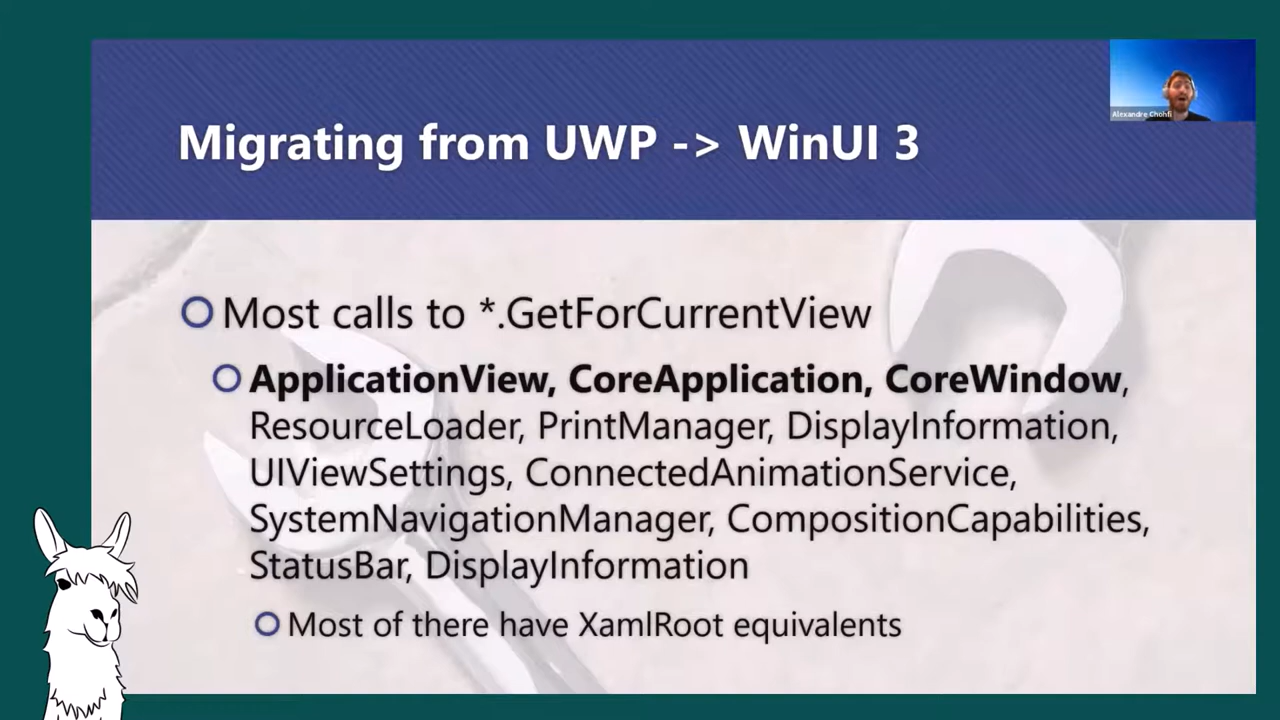 Alexandre Chohfi
Migrating from UWP -> WinUI 3
Most calls to *.GetForCurrentView
ApplicationView, CoreApplication, CoreWindow,
ResourceLoader, PrintManager, DisplayInformation,
UIViewSettings, ConnectedAnimationService,
SystemNavigationManager, CompositionCapabilities,
StatusBar, DisplayInformation
Most of there have XamlRoot equivalents